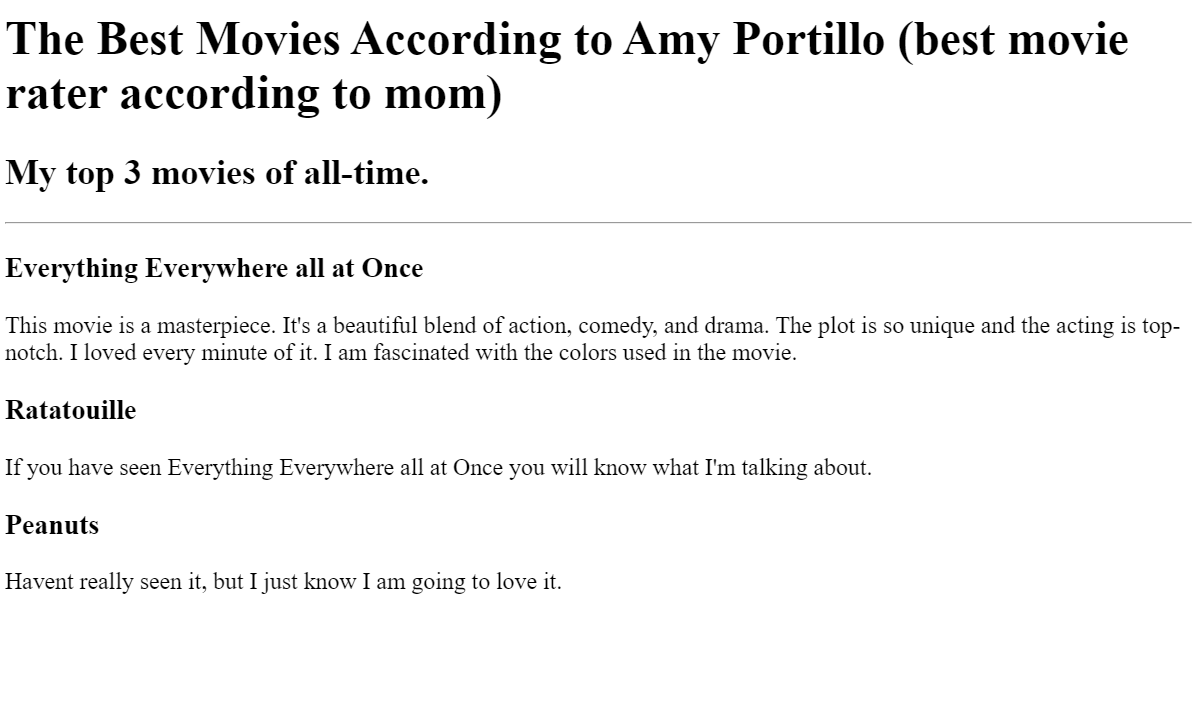 The Best Movies According to Amy Portillo (best movie
rater according to mom)
My top 3 movies of all-time.
Everything Everywhere all at Once
This movie is a masterpiece. It's a beautiful blend of action, comedy, and drama. The plot is so unique and the acting is top-
notch. I loved every minute of it. I am fascinated with the colors used in the movie.
Ratatouille
If you have seen Everything Everywhere all at Once you will know what I'm talking about.
Peanuts
Havent really seen it, but I just know I am going to love it.